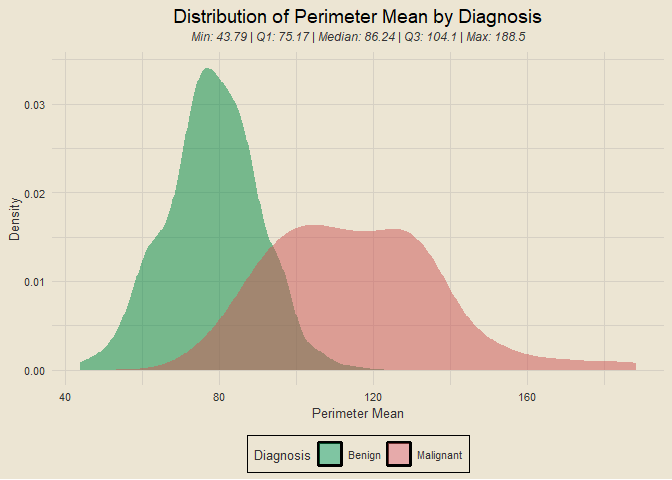 Distribution of Perimeter Mean by Diagnosis
Min: 43.79 | Q1: 75.17 | Median: 86.24 | Q3: 104.1 | Max: 188.5
Density
0.03
0.02
0.01
0.00
40 80 120 160
Perimeter Mean
Diagnosis Benign Malignant